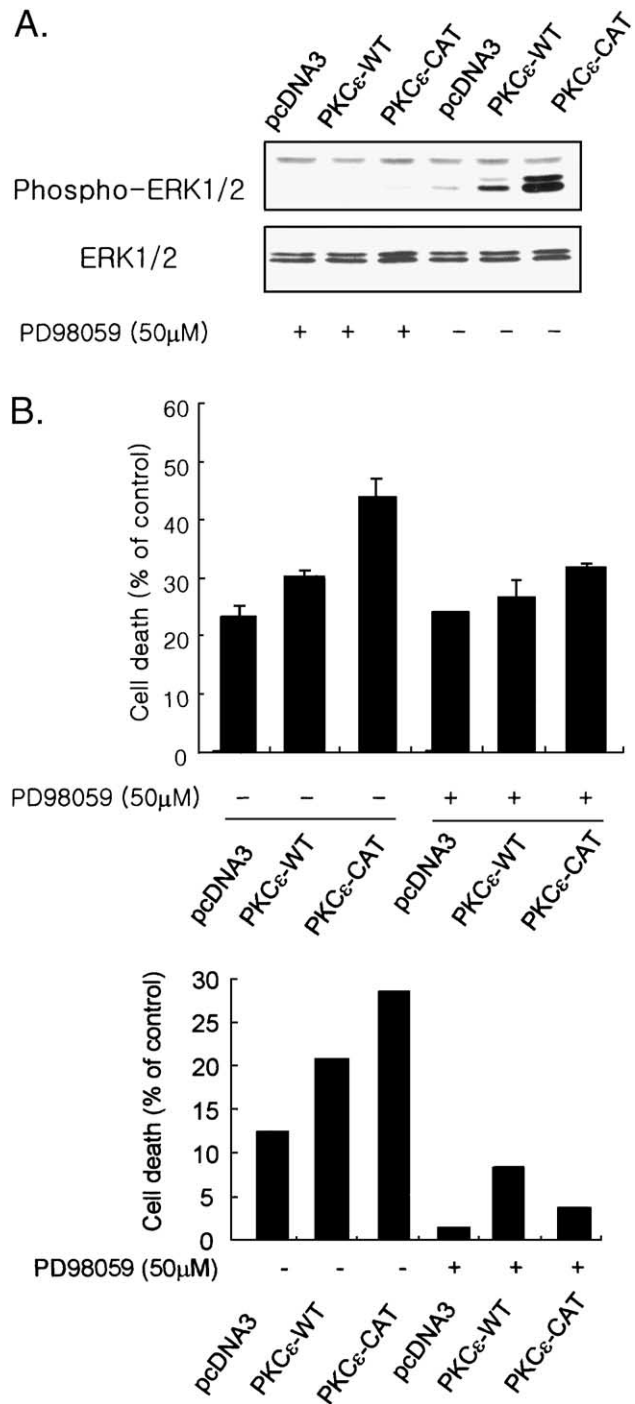 A.
pcDNA3 PKCε-WT PKCε-CAT pcDNA3 PKCε-WT PKCε-CAT
Phospho-ERK1/2
ERK1/2
PD98059 (50μM) + + + - - -
B.
Cell death (% of control)
60
50
40
30
20
10
0
PD98059 (50μM) - - - + + +
pcDNA3 PKCε-WT PKCε-CAT pcDNA3 PKCε-WT PKCε-CAT
Cell death (% of control)
30
25
20
15
10
5
0
PD98059 (50μM) - - - + + +
pcDNA3 PKCε-WT PKCε-CAT pcDNA3 PKCε-WT PKCε-CAT